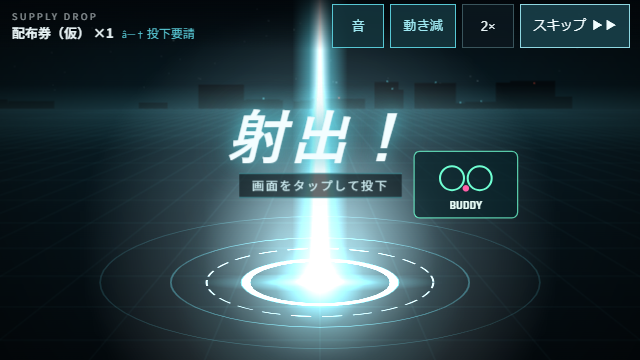 SUPPLY DROP
配布券（仮） ×1 â—† 投下要請
音
動き減
2×
スキップ ▶▶
射出！
画面をタップして投下
BUDDY